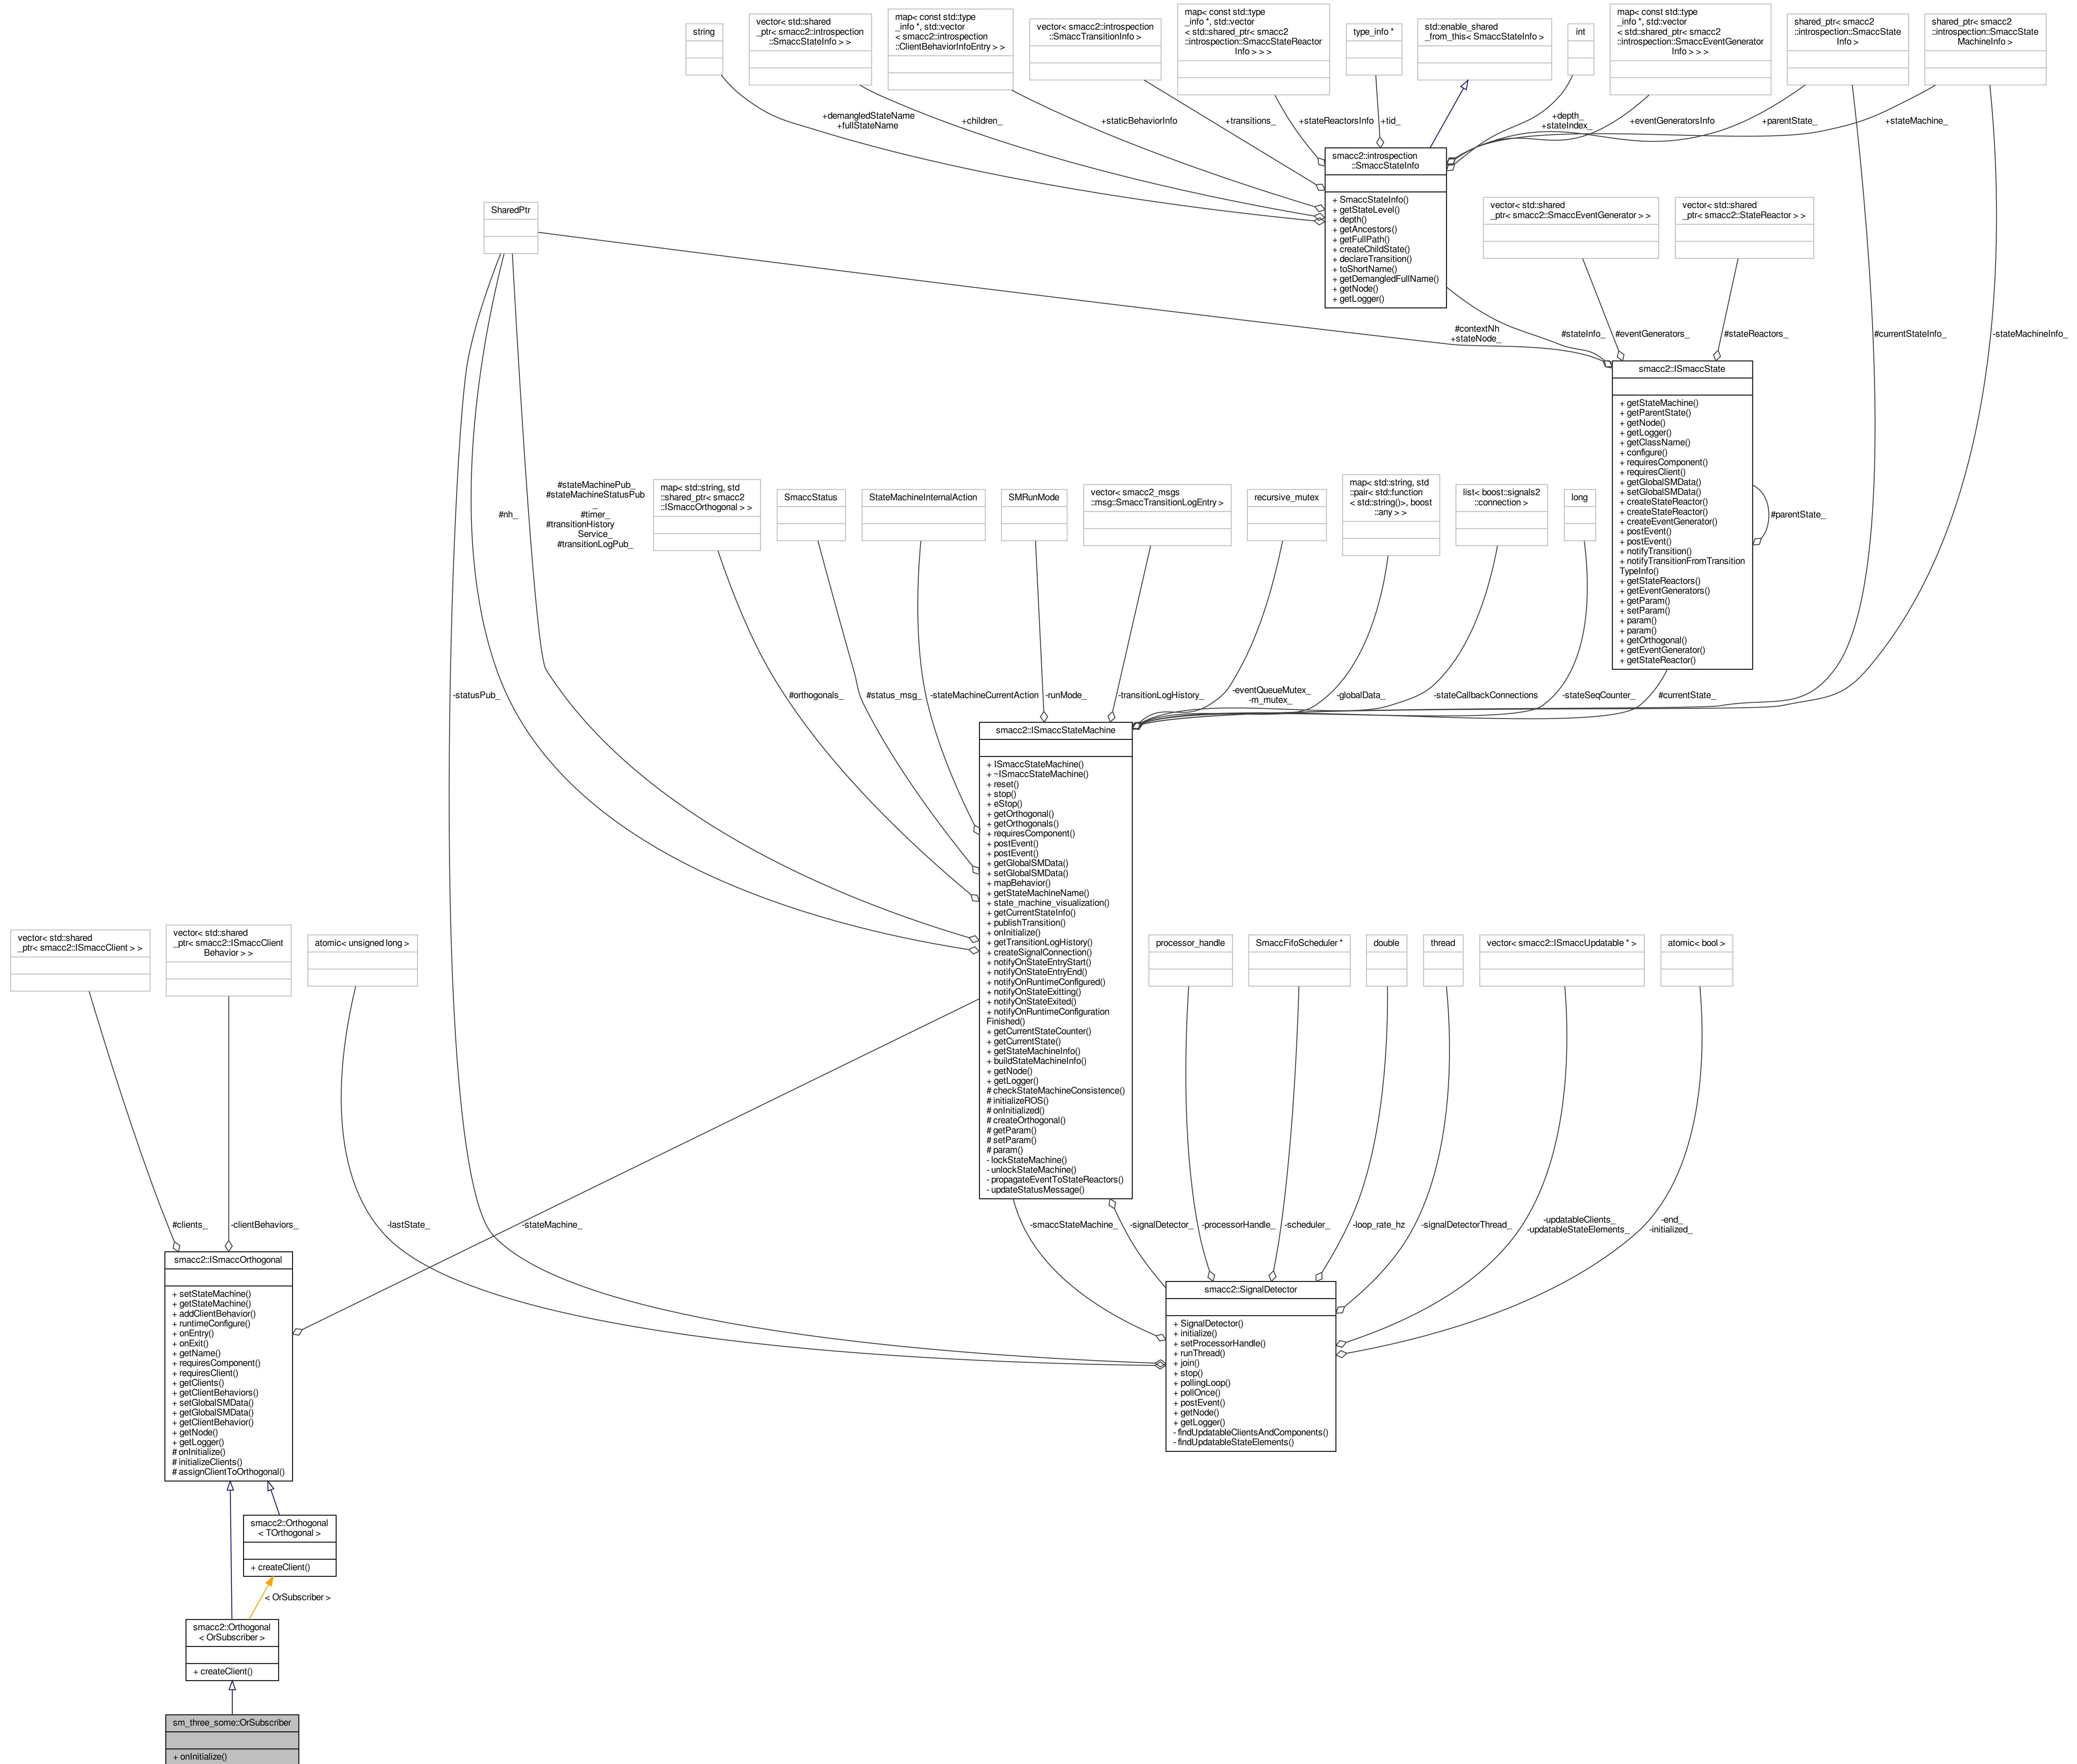 string
vector< std::shared
_ptr< smacc2::introspection
::SmaccStateInfo > >
map< const std::type
_info *, std::vector
< smacc2::introspection
::ClientBehaviorInfoEntry > >
vector< smacc2::introspection
::SmaccTransitionInfo >
map< const std::type
_info *, std::vector
< std::shared_ptr< smacc2
::introspection::SmaccStateReactor
Info > > >
type_info *
std::enable_shared
_from_this< SmaccStateInfo >
int
map< const std::type
_info *, std::vector
< std::shared_ptr< smacc2
::introspection::SmaccEventGenerator
Info > > >
shared_ptr< smacc2
::introspection::SmaccState
Info >
shared_ptr< smacc2
::introspection::SmaccState
MachineInfo >
+demangledStateName
+fullStateName
+children_
+staticBehaviorInfo
+transitions_
+stateReactorsInfo
+tid_
+depth_
+stateIndex_
+eventGeneratorsInfo
+parentState_
+stateMachine_
smacc2::introspection
::SmaccStateInfo
+ SmaccStateInfo()
+ getStateLevel()
+ depth()
+ getAncestors()
+ getFullPath()
+ createChildState()
+ declareTransition()
+ toShortName()
+ getDemangledFullName()
+ getNode()
+ getLogger()
SharedPtr
vector< std::shared
_ptr< smacc2::SmaccEventGenerator > >
vector< std::shared
_ptr< smacc2::StateReactor > >
#contextNh
+stateNode_
#stateInfo_
#eventGenerators_
#stateReactors_
#currentStateInfo_
-stateMachineInfo_
smacc2::ISmaccState
+ getStateMachine()
+ getParentState()
+ getNode()
+ getLogger()
+ getClassName()
+ configure()
+ requiresComponent()
+ requiresClient()
+ getGlobalSMData()
+ setGlobalSMData()
+ createStateReactor()
+ createStateReactor()
+ createEventGenerator()
+ postEvent()
+ postEvent()
+ notifyTransition()
+ notifyTransitionFromTransition
TypeInfo()
+ getStateReactors()
+ getEventGenerators()
+ getParam()
+ setParam()
+ param()
+ param()
+ getOrthogonal()
+ getEventGenerator()
+ getStateReactor()
#parentState_
#nh_
#stateMachinePub_
#stateMachineStatusPub
_
#timer_
#transitionHistory
Service_
#transitionLogPub_
map< std::string, std
::shared_ptr< smacc2
::ISmaccOrthogonal > >
SmaccStatus
StateMachineInternalAction
SMRunMode
vector< smacc2_msgs
::msg::SmaccTransitionLogEntry >
recursive_mutex
map< std::string, std
::pair< std::function
< std::string()>, boost
::any > >
list< boost::signals2
::connection >
long
-statusPub_
#orthogonals_
#status_msg_
-stateMachineCurrentAction
-runMode_
-transitionLogHistory_
-eventQueueMutex_
-m_mutex_
-globalData_
-stateCallbackConnections
-stateSeqCounter_
#currentState_
smacc2::ISmaccStateMachine
+ ISmaccStateMachine()
+ ~ISmaccStateMachine()
+ reset()
+ stop()
+ eStop()
+ getOrthogonal()
+ getOrthogonals()
+ requiresComponent()
+ postEvent()
+ postEvent()
+ getGlobalSMData()
+ setGlobalSMData()
+ mapBehavior()
+ getStateMachineName()
+ state_machine_visualization()
+ getCurrentStateInfo()
+ publishTransition()
+ onInitialize()
+ getTransitionLogHistory()
+ createSignalConnection()
+ notifyOnStateEntryStart()
+ notifyOnStateEntryEnd()
+ notifyOnRuntimeConfigured()
+ notifyOnStateExitting()
+ notifyOnStateExited()
+ notifyOnRuntimeConfiguration
Finished()
+ getCurrentStateCounter()
+ getCurrentState()
+ getStateMachineInfo()
+ buildStateMachineInfo()
+ getNode()
+ getLogger()
# checkStateMachineConsistence()
# initializeROS()
# onInitialized()
# createOrthogonal()
# getParam()
# setParam()
# param()
- lockStateMachine()
- unlockStateMachine()
- propagateEventToStateReactors()
- updateStatusMessage()
vector< std::shared
_ptr< smacc2::ISmaccClient > >
vector< std::shared
_ptr< smacc2::ISmaccClient
Behavior > >
atomic< unsigned long >
processor_handle
SmaccFifoScheduler *
double
thread
vector< smacc2::ISmaccUpdatable * >
atomic< bool >
#clients_
-clientBehaviors_
-lastState_
-stateMachine_
-smaccStateMachine_
-signalDetector_
-processorHandle_
-scheduler_
-loop_rate_hz
-signalDetectorThread_
-updatableClients_
-updatableStateElements_
-end_
-initialized_
smacc2::ISmaccOrthogonal
+ setStateMachine()
+ getStateMachine()
+ addClientBehavior()
+ runtimeConfigure()
+ onEntry()
+ onExit()
+ getName()
+ requiresComponent()
+ requiresClient()
+ getClients()
+ getClientBehaviors()
+ setGlobalSMData()
+ getGlobalSMData()
+ getClientBehavior()
+ getNode()
+ getLogger()
# onInitialize()
# initializeClients()
# assignClientToOrthogonal()
smacc2::SignalDetector
+ SignalDetector()
+ initialize()
+ setProcessorHandle()
+ runThread()
+ join()
+ stop()
+ pollingLoop()
+ pollOnce()
+ postEvent()
+ getNode()
+ getLogger()
- findUpdatableClientsAndComponents()
- findUpdatableStateElements()
smacc2::Orthogonal
< TOrthogonal >
+ createClient()
< OrSubscriber >
smacc2::Orthogonal
< OrSubscriber >
+ createClient()
sm_three_some::OrSubscriber
+ onInitialize()